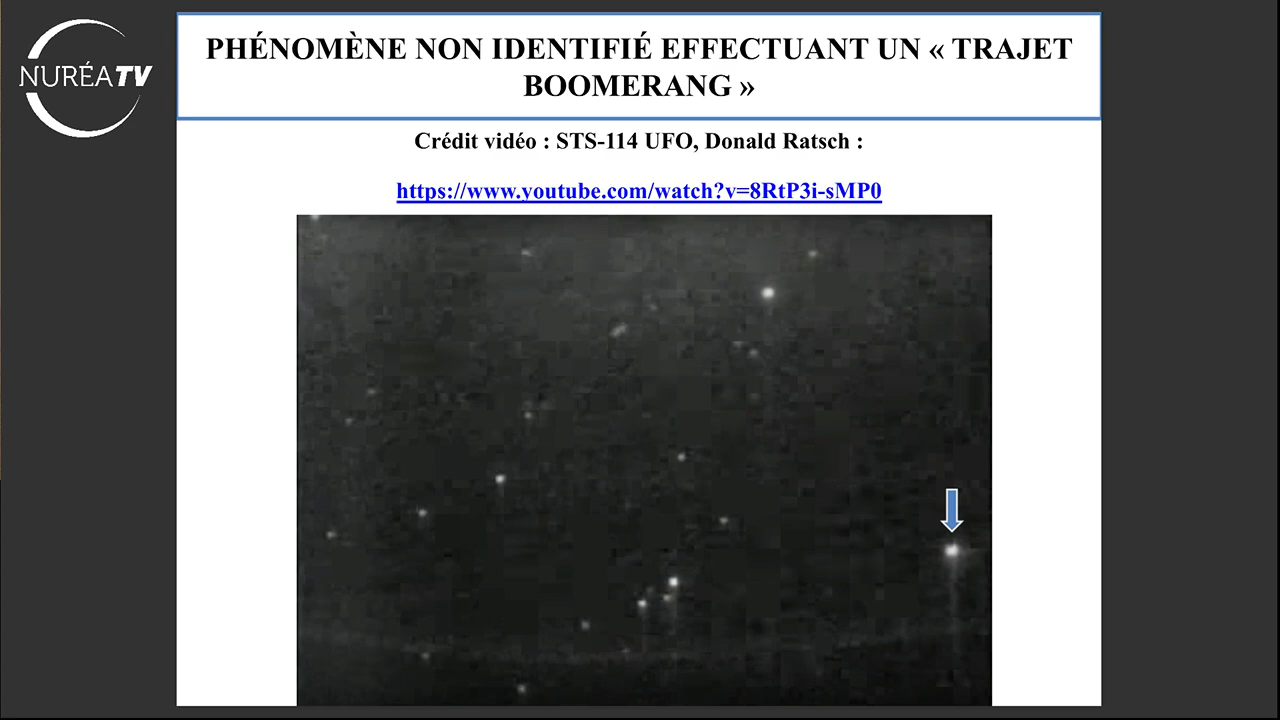 NURÉATV
PHÉNOMÈNE NON IDENTIFIÉ EFFECTUANT UN « TRAJET
BOOMERANG »
Crédit vidéo : STS-114 UFO, Donald Ratsch :
https://www.youtube.com/watch?v=8RtP3i-sMP0